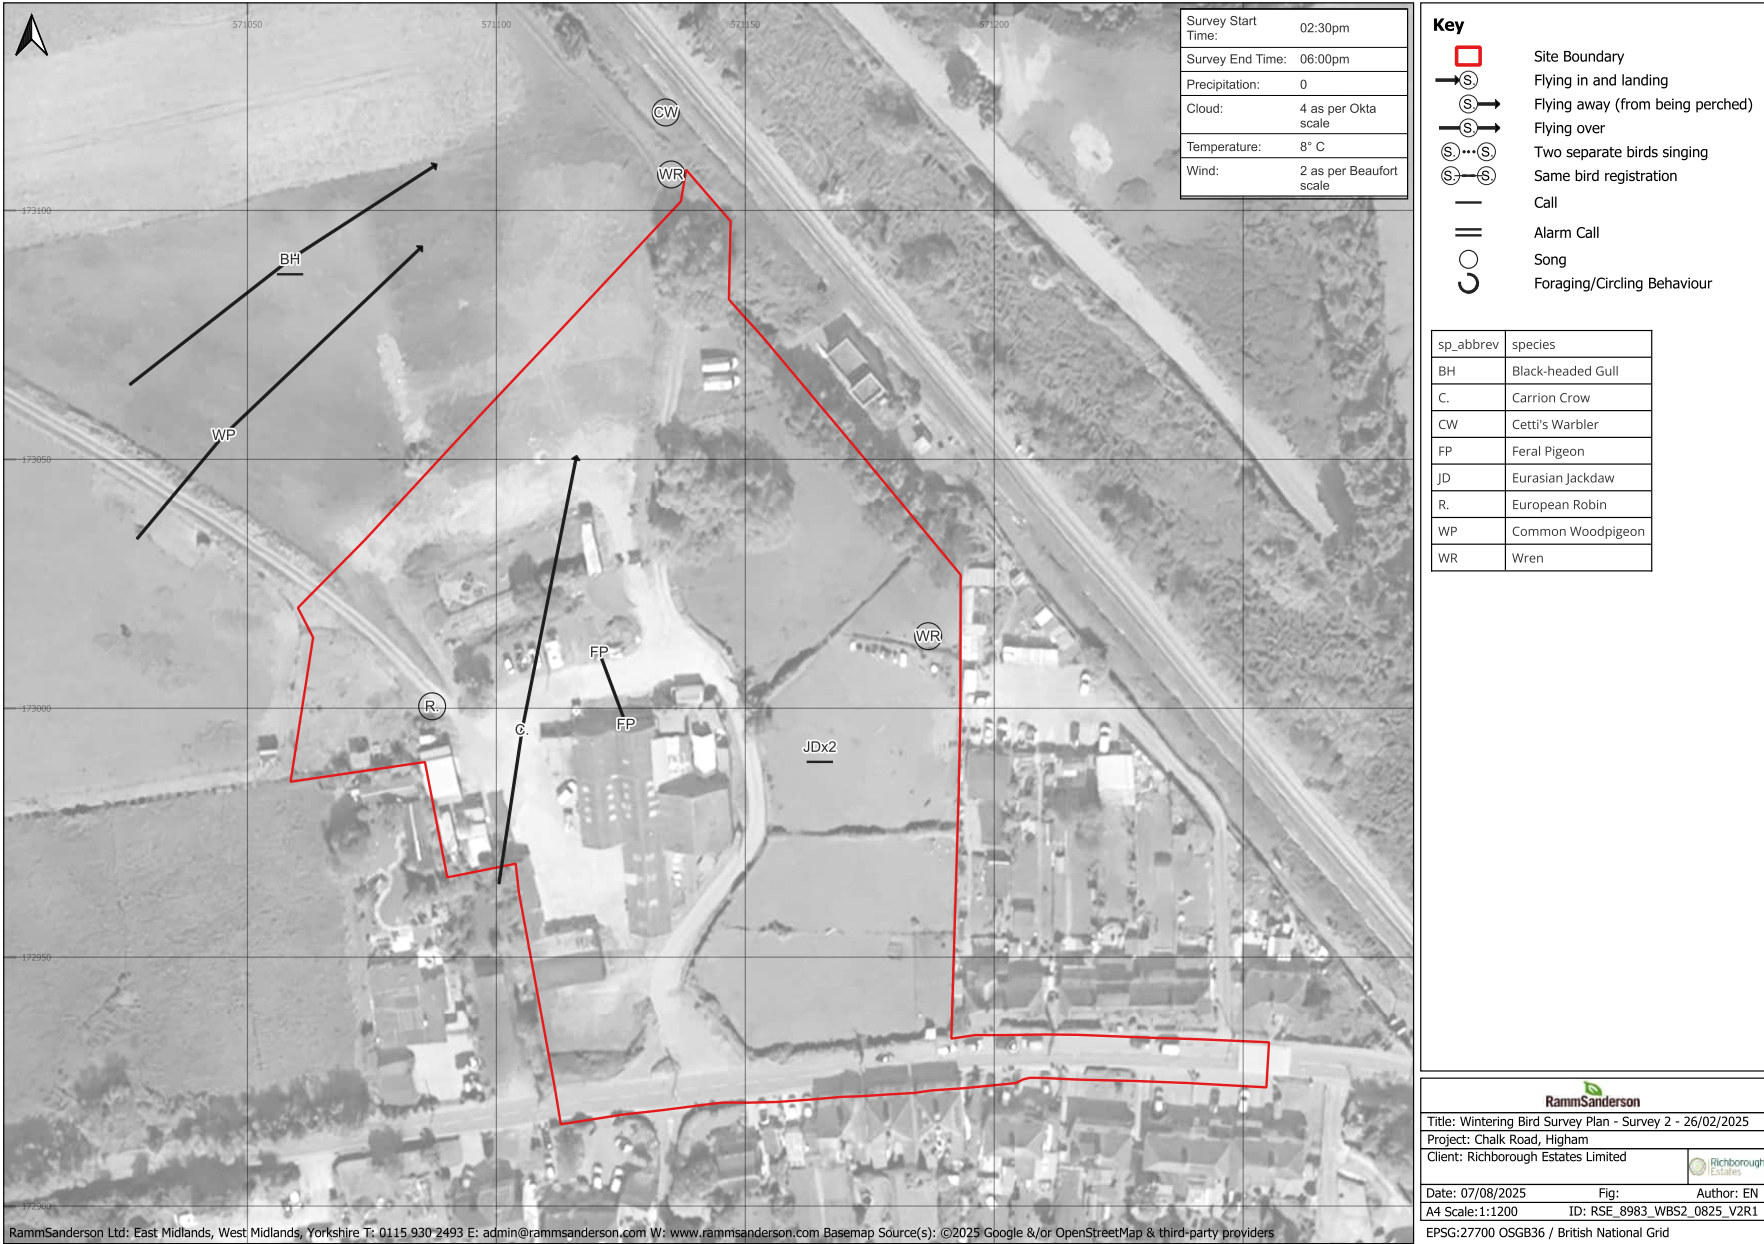 571050
571100
571150
571200
173100
173050
173000
172950
172900
Survey Start Time: 02:30pm
Survey End Time: 06:00pm
Precipitation: 0
Cloud: 4 as per Okta scale
Temperature: 8° C
Wind: 2 as per Beaufort scale
CW
WR
BH
WP
FP
WR
R.
FP
C.
JDx2
RammSanderson Ltd: East Midlands, West Midlands, Yorkshire T: 0115 930 2493 E: admin@rammsanderson.com W: www.rammsanderson.com Basemap Source(s): ©2025 Google &/or OpenStreetMap & third-party providers
Key
Site Boundary
S. Flying in and landing
S. Flying away (from being perched)
S. Flying over
S. S. Two separate birds singing
S. S. Same bird registration
Call
Alarm Call
Song
Foraging/Circling Behaviour
sp_abbrev species
BH Black-headed Gull
C. Carrion Crow
CW Cetti's Warbler
FP Feral Pigeon
JD Eurasian Jackdaw
R. European Robin
WP Common Woodpigeon
WR Wren
RammSanderson
Title: Wintering Bird Survey Plan - Survey 2 - 26/02/2025
Project: Chalk Road, Higham
Client: Richborough Estates Limited
Richborough
Estates
Date: 07/08/2025 Fig: Author: EN
A4 Scale:1:1200 ID: RSE_8983_WBS2_0825_V2R1
EPSG:27700 OSGB36 / British National Grid